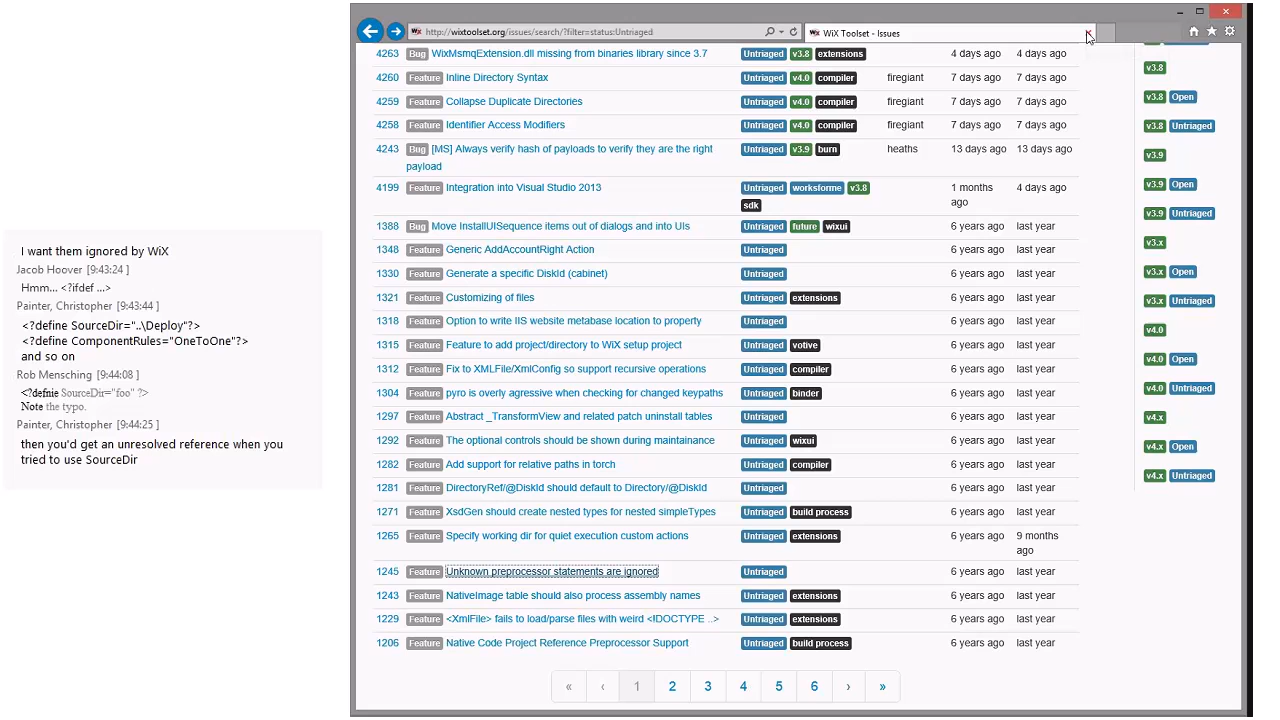 I want them ignored by WiX
Jacob Hoover [9:43:24 ]
Hmm... <?ifdef ...>
Painter, Christopher [9:43:44 ]
<?define SourceDir="..\Deploy"?>
<?define ComponentRules="OneToOne"?>
and so on
Rob Mensching [9:44:08 ]
<?defnie SourceDir="foo" ?>
Note the typo.
Painter, Christopher [9:44:25 ]
then you'd get an unresolved reference when you
tried to use SourceDir
http://wixtoolset.org/issues/search/?filter=status:Untriaged
WiX Toolset - Issues
4263 Bug WixMsmqExtension.dll missing from binaries library since 3.7 Untriaged v3.8 extensions 4 days ago 4 days ago
4260 Feature Inline Directory Syntax Untriaged v4.0 compiler firegiant 7 days ago 7 days ago
4259 Feature Collapse Duplicate Directories Untriaged v4.0 compiler firegiant 7 days ago 7 days ago
4258 Feature Identifier Access Modifiers Untriaged v4.0 compiler firegiant 7 days ago 7 days ago
4243 Bug [MS] Always verify hash of payloads to verify they are the right Untriaged v3.9 burn heaths 13 days ago 13 days ago
payload
4199 Feature Integration into Visual Studio 2013 Untriaged worksforme v3.8 1 months 4 days ago
sdk ago
1388 Bug Move InstallUISequence items out of dialogs and into UIs Untriaged future wixui 6 years ago last year
1348 Feature Generic AddAccountRight Action Untriaged 6 years ago last year
1330 Feature Generate a specific DiskId (cabinet) Untriaged 6 years ago last year
1321 Feature Customizing of files Untriaged extensions 6 years ago last year
1318 Feature Option to write IIS website metabase location to property Untriaged 6 years ago last year
1315 Feature Feature to add project/directory to WiX setup project Untriaged votive 6 years ago last year
1312 Feature Fix to XMLFile/XmlConfig so support recursive operations Untriaged compiler 6 years ago last year
1304 Feature pyro is overly agressive when checking for changed keypaths Untriaged binder 6 years ago last year
1297 Feature Abstract _TransformView and related patch uninstall tables Untriaged 6 years ago last year
1292 Feature The optional controls should be shown during maintainance Untriaged wixui 6 years ago last year
1282 Feature Add support for relative paths in torch Untriaged compiler 6 years ago last year
1281 Feature DirectoryRef/@DiskId should default to Directory/@DiskId Untriaged 6 years ago last year
1271 Feature XsdGen should create nested types for nested simpleTypes Untriaged build process 6 years ago last year
1265 Feature Specify working dir for quiet execution custom actions Untriaged extensions 6 years ago 9 months
ago
1245 Feature Unknown preprocessor statements are ignored Untriaged 6 years ago last year
1243 Feature NativeImage table should also process assembly names Untriaged extensions 6 years ago last year
1229 Feature <XmlFile> fails to load/parse files with weird <!DOCTYPE ..> Untriaged extensions 6 years ago last year
1206 Feature Native Code Project Reference Preprocessor Support Untriaged build process 6 years ago last year
« ‹ 1 2 3 4 5 6 › »
v3.8
v3.8 Open
v3.8 Untriaged
v3.9
v3.9 Open
v3.9 Untriaged
v3.x
v3.x Open
v3.x Untriaged
v4.0
v4.0 Open
v4.0 Untriaged
v4.x
v4.x Open
v4.x Untriaged